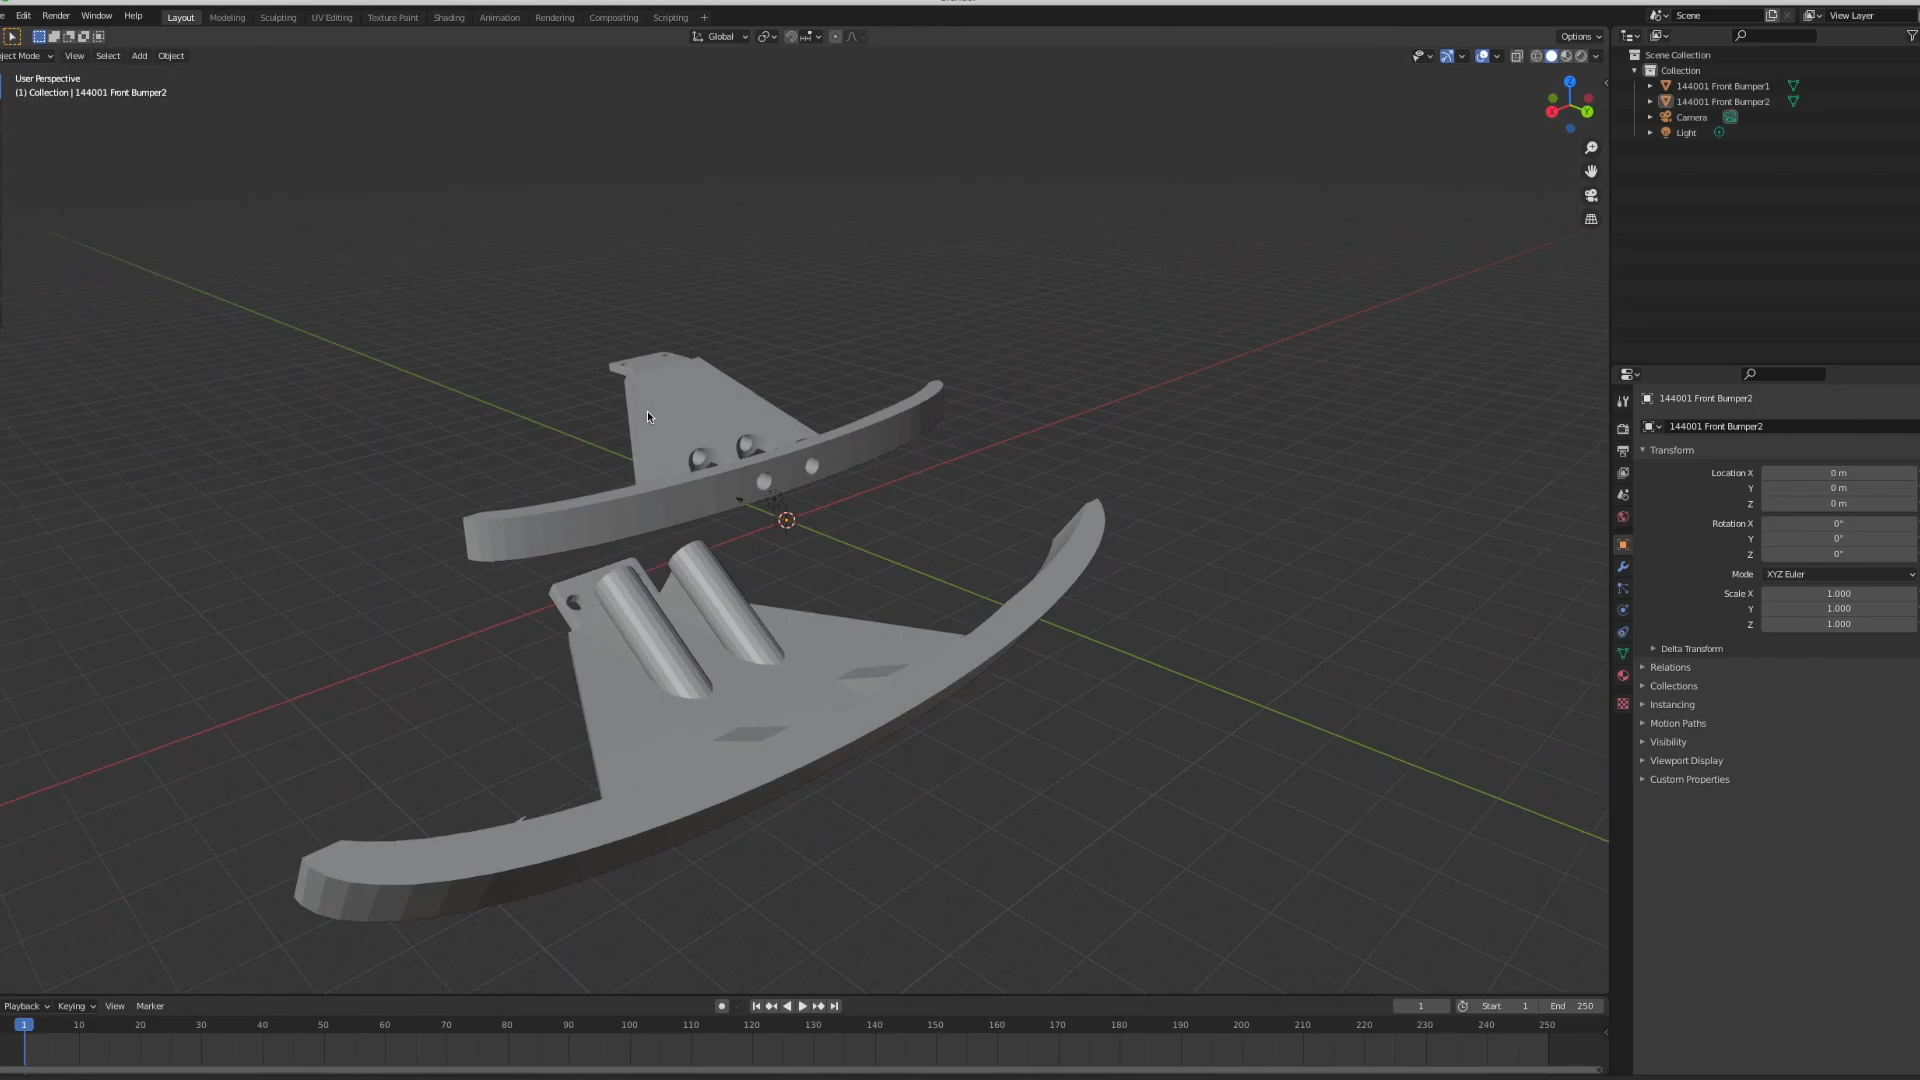 Edit Render Window Help Layout Modeling Sculpting UV Editing Texture Paint Shading Animation Rendering Compositing Scripting + Scene View Layer
Global Options
ject Mode View Select Add Object
User Perspective
(1) Collection | 144001 Front Bumper2
Z
X
Y
Scene Collection
Collection
144001 Front Bumper1
144001 Front Bumper2
Camera
Light
144001 Front Bumper2
144001 Front Bumper2
Transform
Location X 0 m
Y 0 m
Z 0 m
Rotation X 0°
Y 0°
Z 0°
Mode XYZ Euler
Scale X 1.000
Y 1.000
Z 1.000
Delta Transform
Relations
Collections
Instancing
Motion Paths
Visibility
Viewport Display
Custom Properties
Playback Keying View Marker 1 Start 1 End 250
1 10 20 30 40 50 60 70 80 90 100 110 120 130 140 150 160 170 180 190 200 210 220 230 240 250